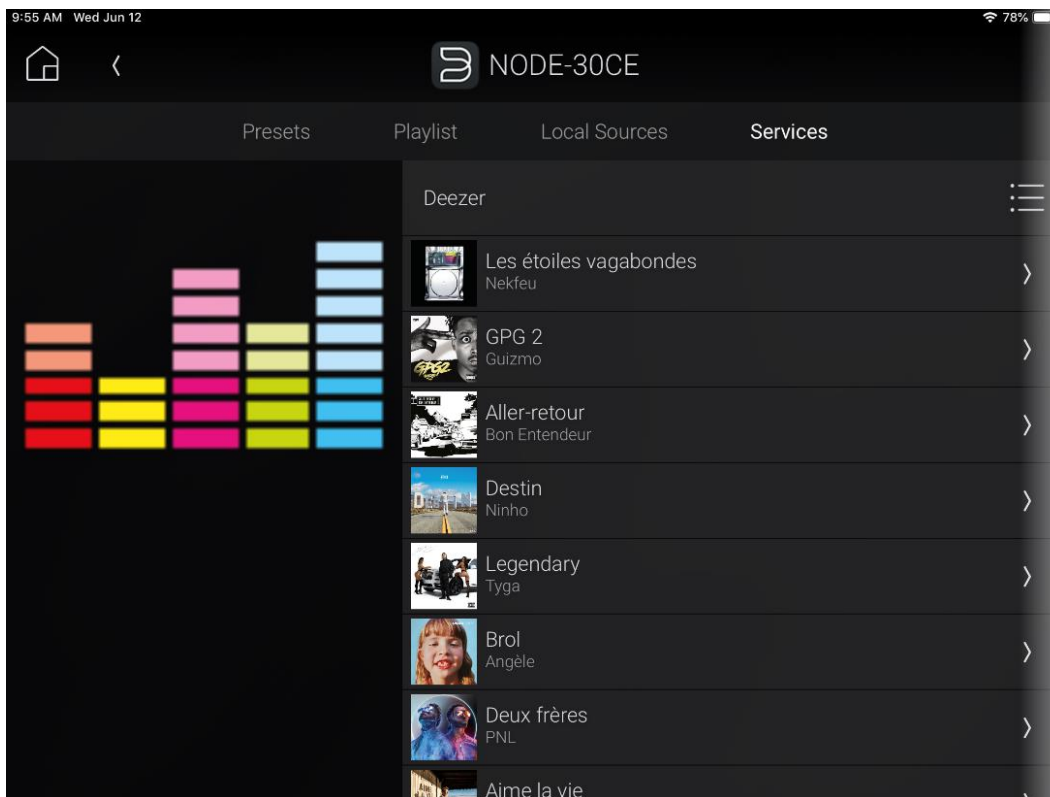 9:55 AM Wed Jun 12
78%
NODE-30CE
Presets Playlist Local Sources Services
Deezer
Les étoiles vagabondes
Nekfeu
GPG 2
Guizmo
GPG2
Aller-retour
Bon Entendeur
Destin
Ninho
Legendary
Tyga
Brol
Angèle
Deux frères
PNL
Aime la vie